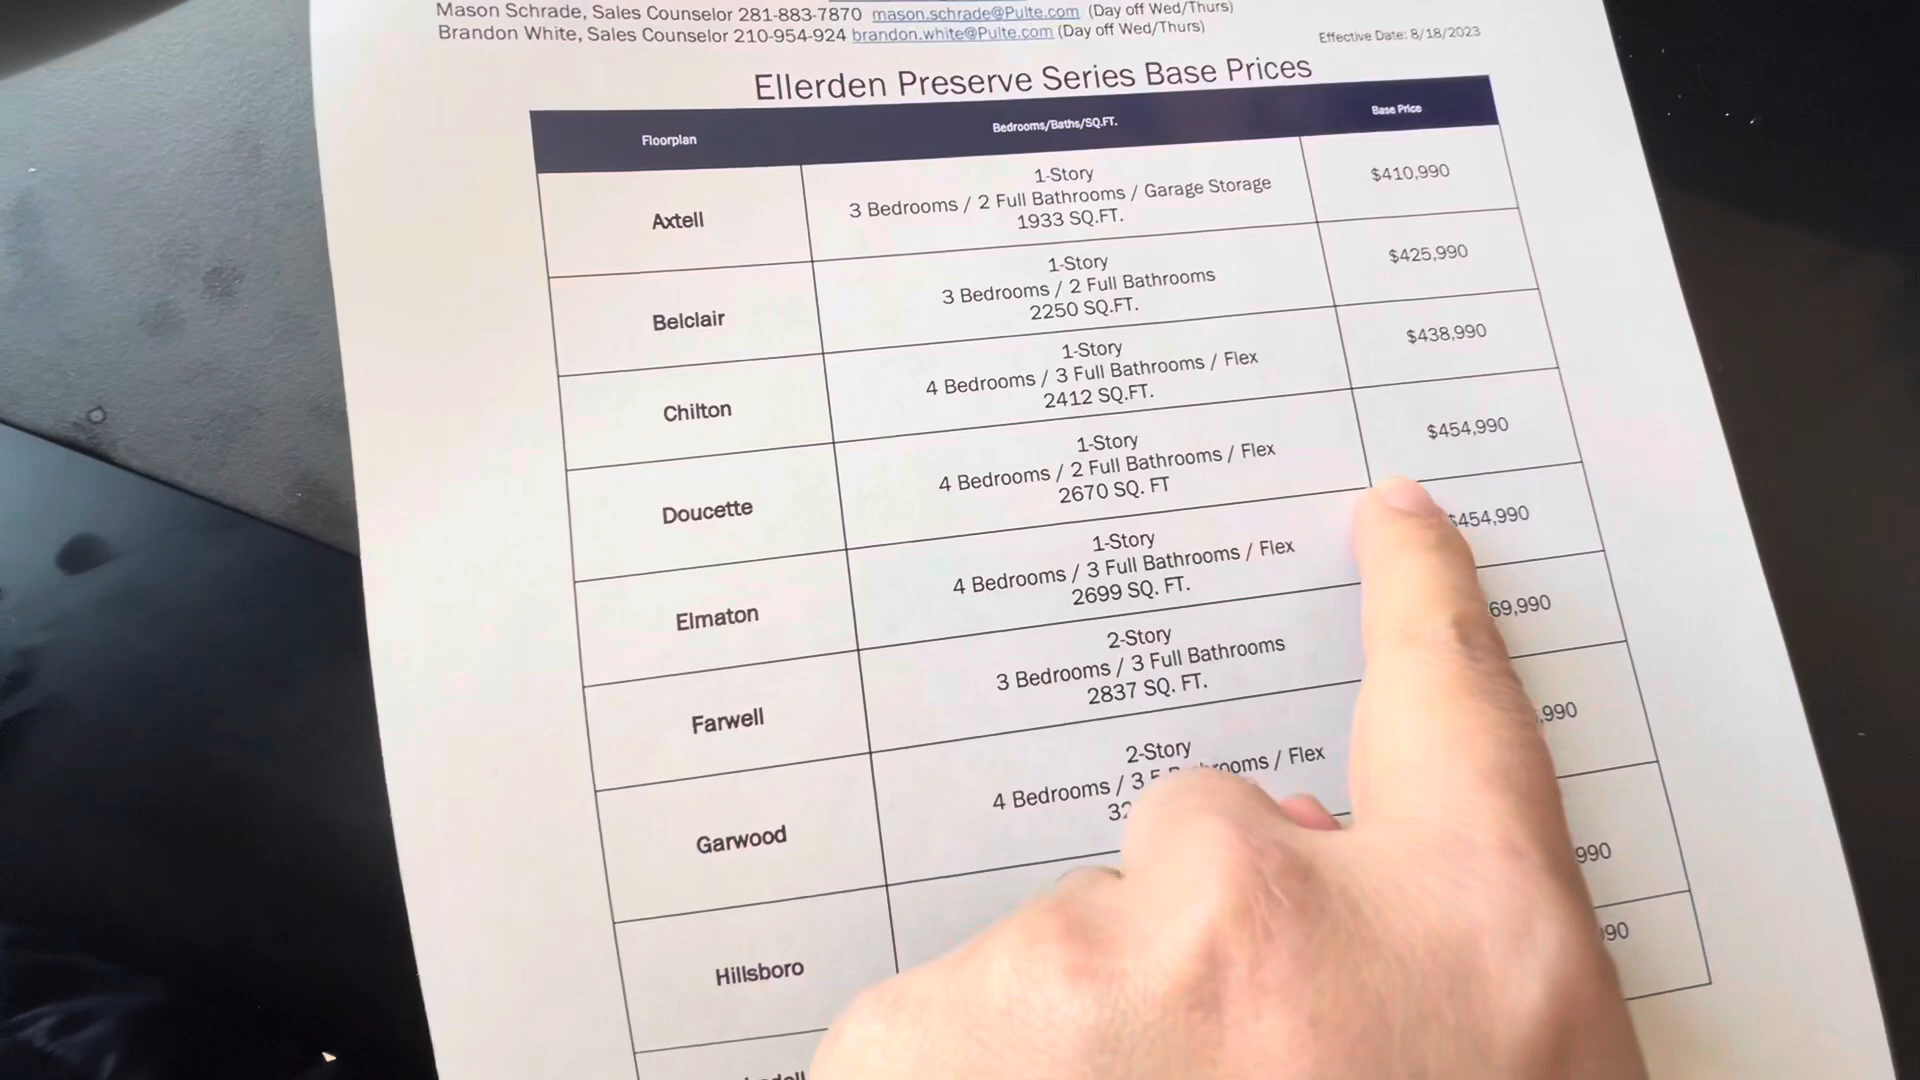 Mason Schrade, Sales Counselor 281-883-7870 mason.schrade@Pulte.com (Day off Wed/Thurs)
Brandon White, Sales Counselor 210-954-924 brandon.white@Pulte.com (Day off Wed/Thurs)
Effective Date: 8/18/2023
Ellerden Preserve Series Base Prices
Floorplan
Bedrooms/Baths/SQ.FT.
Base Price
Axtell
1-Story
3 Bedrooms / 2 Full Bathrooms / Garage Storage
1933 SQ.FT.
$410,990
Belclair
1-Story
3 Bedrooms / 2 Full Bathrooms
2250 SQ.FT.
$425,990
Chilton
1-Story
4 Bedrooms / 3 Full Bathrooms / Flex
2412 SQ.FT.
$438,990
Doucette
1-Story
4 Bedrooms / 2 Full Bathrooms / Flex
2670 SQ. FT
$454,990
Elmaton
1-Story
4 Bedrooms / 3 Full Bathrooms / Flex
2699 SQ. FT.
$454,990
Farwell
2-Story
3 Bedrooms / 3 Full Bathrooms
2837 SQ. FT.
69,990
Garwood
2-Story
4 Bedrooms / 3 / Flex
,990
Hillsboro
990
90